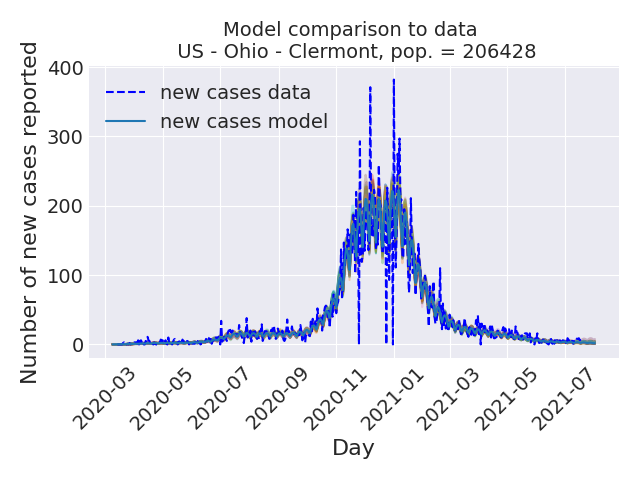 Model comparison to data
US - Ohio - Clermont, pop. = 206428
Number of new cases reported
400
300
200
100
0
new cases data
new cases model
2020-03
2020-05
2020-07
2020-09
2020-11
2021-01
2021-03
2021-05
2021-07
Day